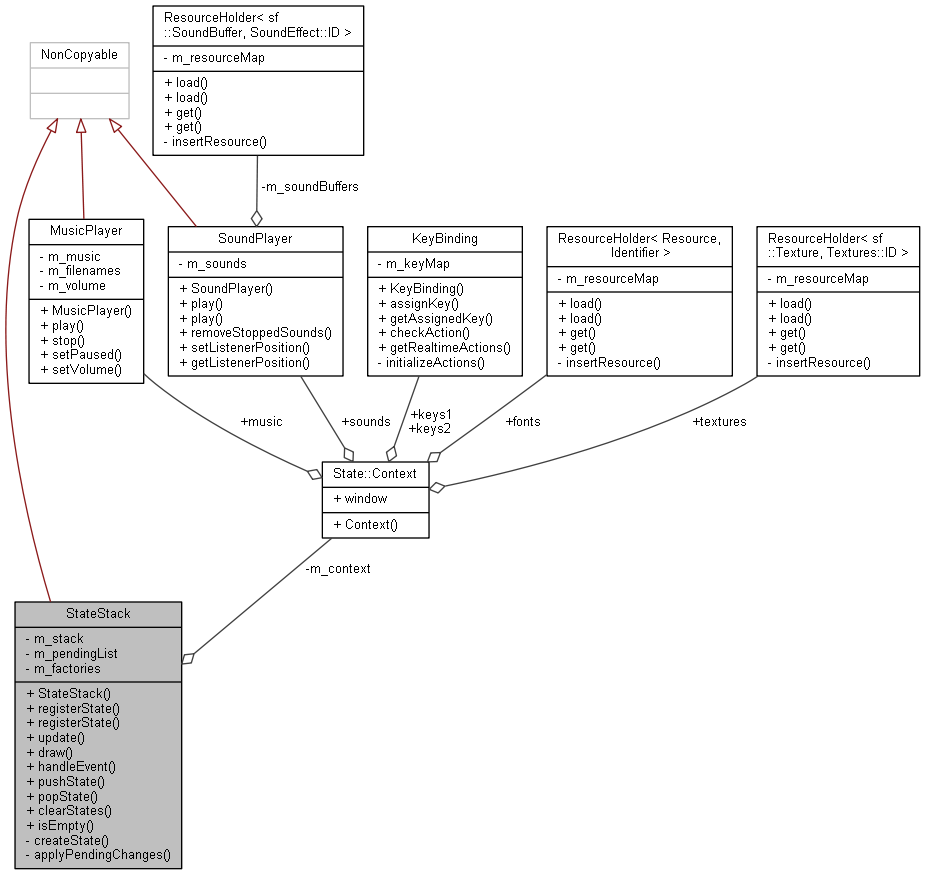 ResourceHolder< sf
::SoundBuffer, SoundEffect::ID >
- m_resourceMap
+ load()
+ load()
+ get()
+ get()
- insertResource()
NonCopyable
-m_soundBuffers
MusicPlayer
- m_music
- m_filenames
- m_volume
+ MusicPlayer()
+ play()
+ stop()
+ setPaused()
+ setVolume()
SoundPlayer
- m_sounds
+ SoundPlayer()
+ play()
+ play()
+ removeStoppedSounds()
+ setListenerPosition()
+ getListenerPosition()
KeyBinding
- m_keyMap
+ KeyBinding()
+ assignKey()
+ getAssignedKey()
+ checkAction()
+ getRealtimeActions()
- initializeActions()
ResourceHolder< Resource,
Identifier >
- m_resourceMap
+ load()
+ load()
+ get()
+ get()
- insertResource()
ResourceHolder< sf
::Texture, Textures::ID >
- m_resourceMap
+ load()
+ load()
+ get()
+ get()
- insertResource()
+music
+sounds
+keys1
+keys2
+fonts
+textures
State::Context
+ window
+ Context()
-m_context
StateStack
- m_stack
- m_pendingList
- m_factories
+ StateStack()
+ registerState()
+ registerState()
+ update()
+ draw()
+ handleEvent()
+ pushState()
+ popState()
+ clearStates()
+ isEmpty()
- createState()
- applyPendingChanges()